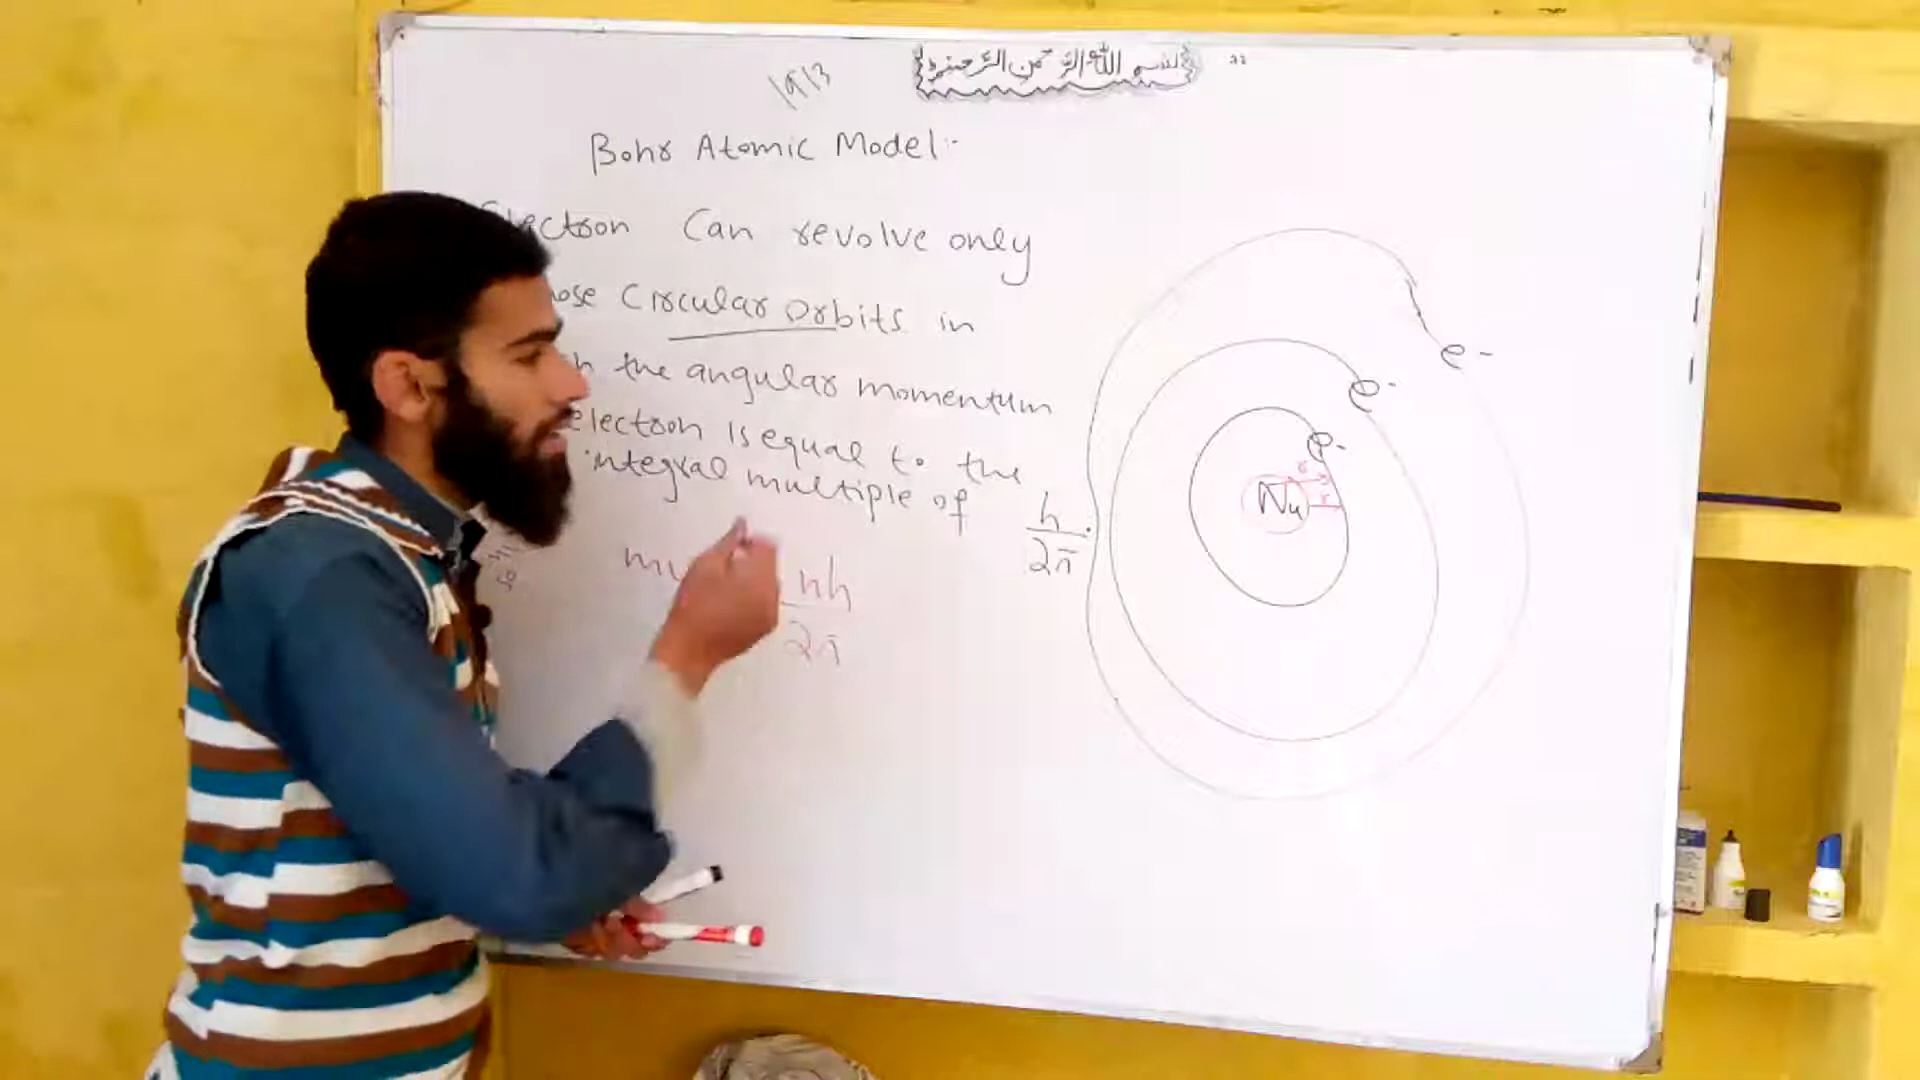 بسم الله الرحمن الرحيم
1913
Bohr Atomic Model:-
Electron Can revolve only
Circular Orbits in
the angular momentum
electron is equal to the
integral multiple of h/2π.
nh
2π
e-
e-
e-
Nu
r